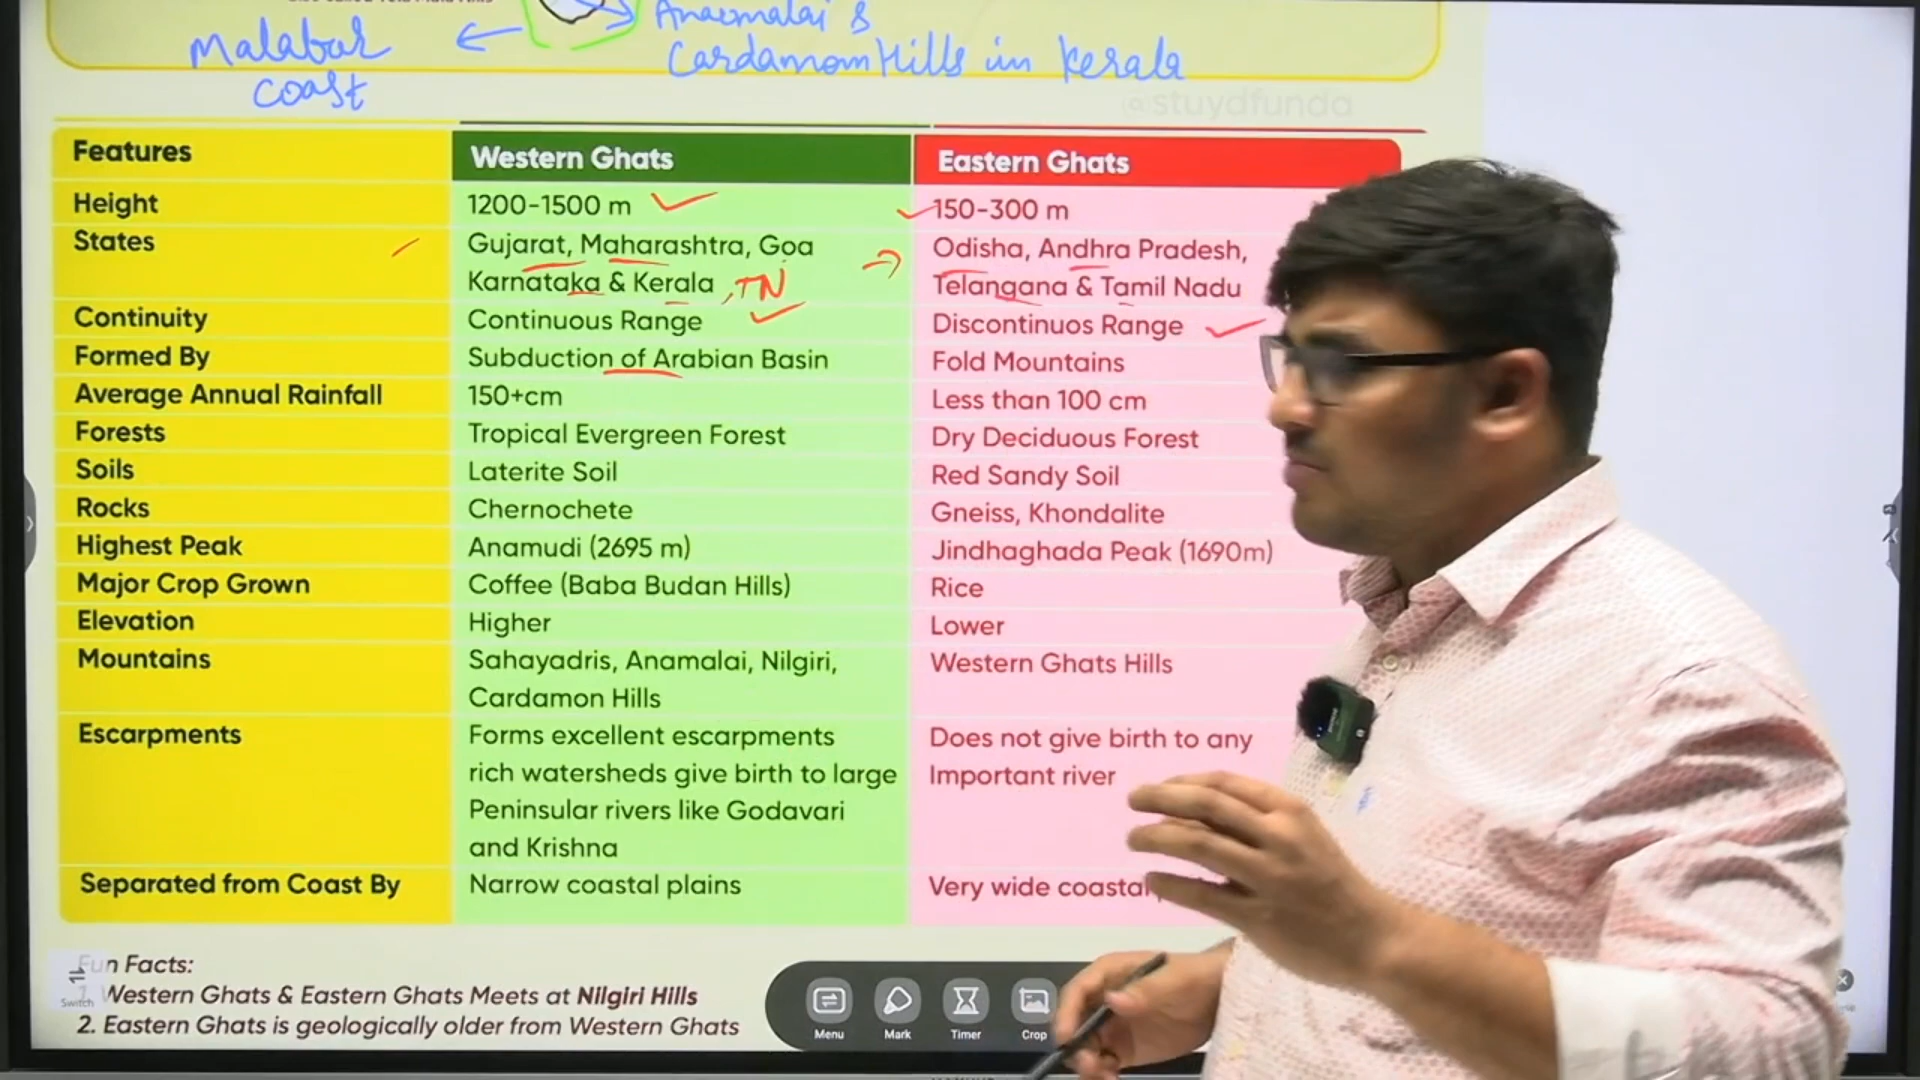 Anaemalai &
Malabar
coast
Cardamom Hills in Kerala
@stuydfunda
Features Western Ghats Eastern Ghats
Height 1200-1500 m 150-300 m
States Gujarat, Maharashtra, Goa Odisha, Andhra Pradesh,
Karnataka & Kerala , TN Telangana & Tamil Nadu
Continuity Continuous Range Discontinuos Range
Formed By Subduction of Arabian Basin Fold Mountains
Average Annual Rainfall 150+cm Less than 100 cm
Forests Tropical Evergreen Forest Dry Deciduous Forest
Soils Laterite Soil Red Sandy Soil
Rocks Chernochete Gneiss, Khondalite
Highest Peak Anamudi (2695 m) Jindhaghada Peak (1690m)
Major Crop Grown Coffee (Baba Budan Hills) Rice
Elevation Higher Lower
Mountains Sahayadris, Anamalai, Nilgiri, Western Ghats Hills
Cardamon Hills
Escarpments Forms excellent escarpments Does not give birth to any
rich watersheds give birth to large Important river
Peninsular rivers like Godavari
and Krishna
Separated from Coast By Narrow coastal plains Very wide coastal
Fun Facts:
Western Ghats & Eastern Ghats Meets at Nilgiri Hills
2. Eastern Ghats is geologically older from Western Ghats
Switch
Menu Mark Timer Crop